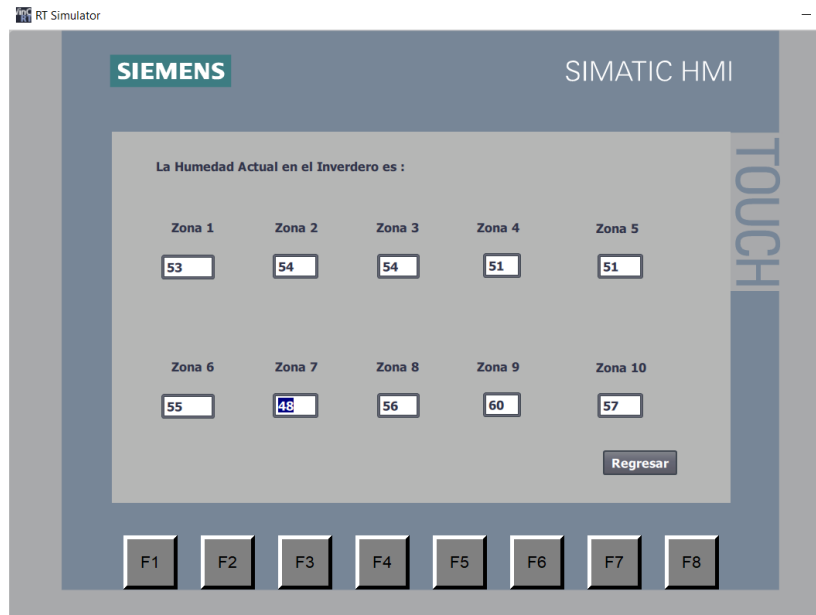 RT Simulator
SIEMENS
SIMATIC HMI
TOUCH
La Humedad Actual en el Inverdero es :
Zona 1 Zona 2 Zona 3 Zona 4 Zona 5
53 54 54 51 51
Zona 6 Zona 7 Zona 8 Zona 9 Zona 10
55 48 56 60 57
Regresar
F1 F2 F3 F4 F5 F6 F7 F8